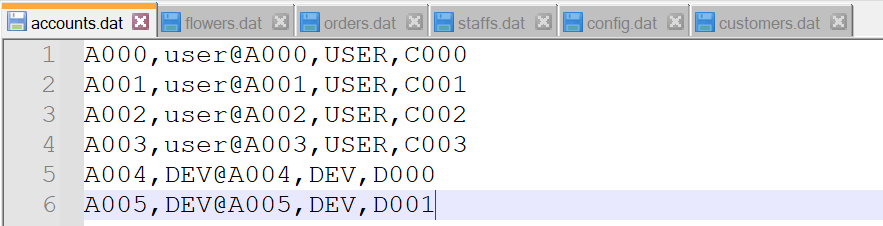 accounts.dat flowers.dat orders.dat staffs.dat config.dat customers.dat
1 A000,user@A000,USER,C000
2 A001,user@A001,USER,C001
3 A002,user@A002,USER,C002
4 A003,user@A003,USER,C003
5 A004,DEV@A004,DEV,D000
6 A005,DEV@A005,DEV,D001